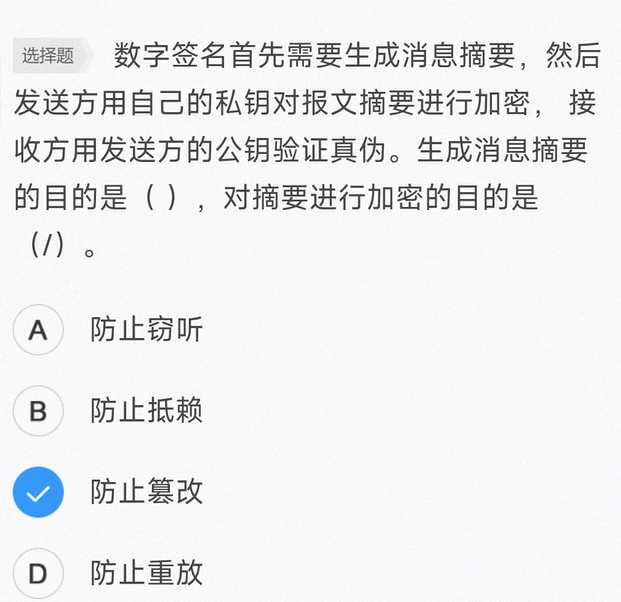 选择题 数字签名首先需要生成消息摘要，然后
发送方用自己的私钥对报文摘要进行加密， 接
收方用发送方的公钥验证真伪。生成消息摘要
的目的是（ ），对摘要进行加密的目的是
（/）。
A 防止窃听
B 防止抵赖
防止篡改
D 防止重放